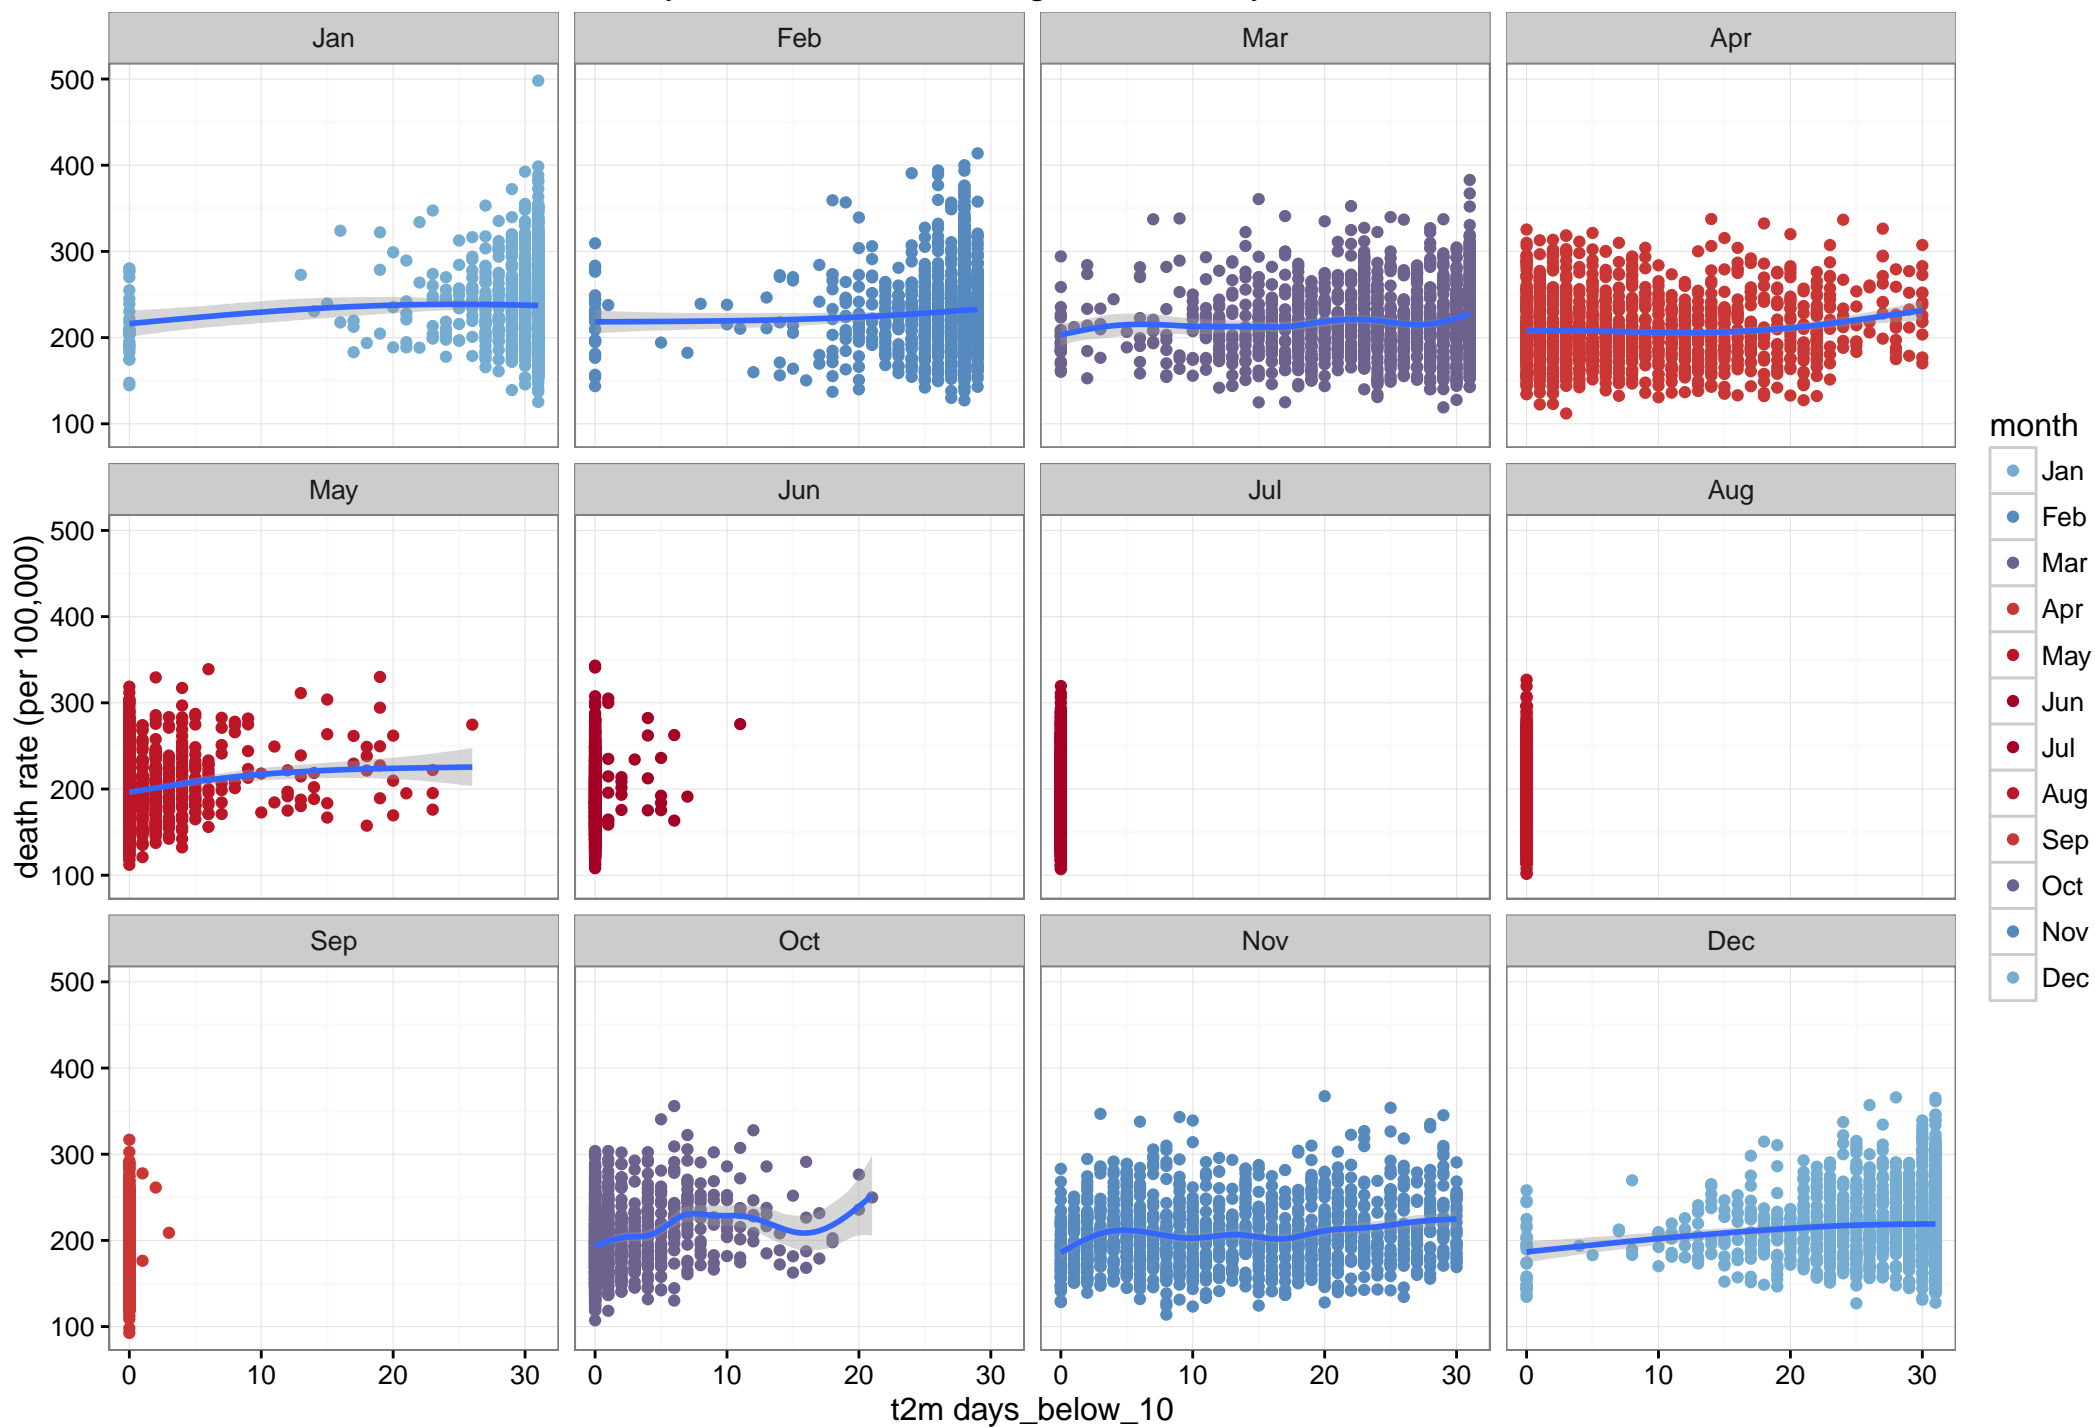 Jan Feb Mar Apr
500
400
300
200
100
May Jun Jul Aug
500
400
300
200
100
Sep Oct Nov Dec
500
400
300
200
100
0 10 20 30 0 10 20 30 0 10 20 30 0 10 20 30
t2m days_below_10
death rate (per 100,000)
month
Jan
Feb
Mar
Apr
May
Jun
Jul
Aug
Sep
Oct
Nov
Dec